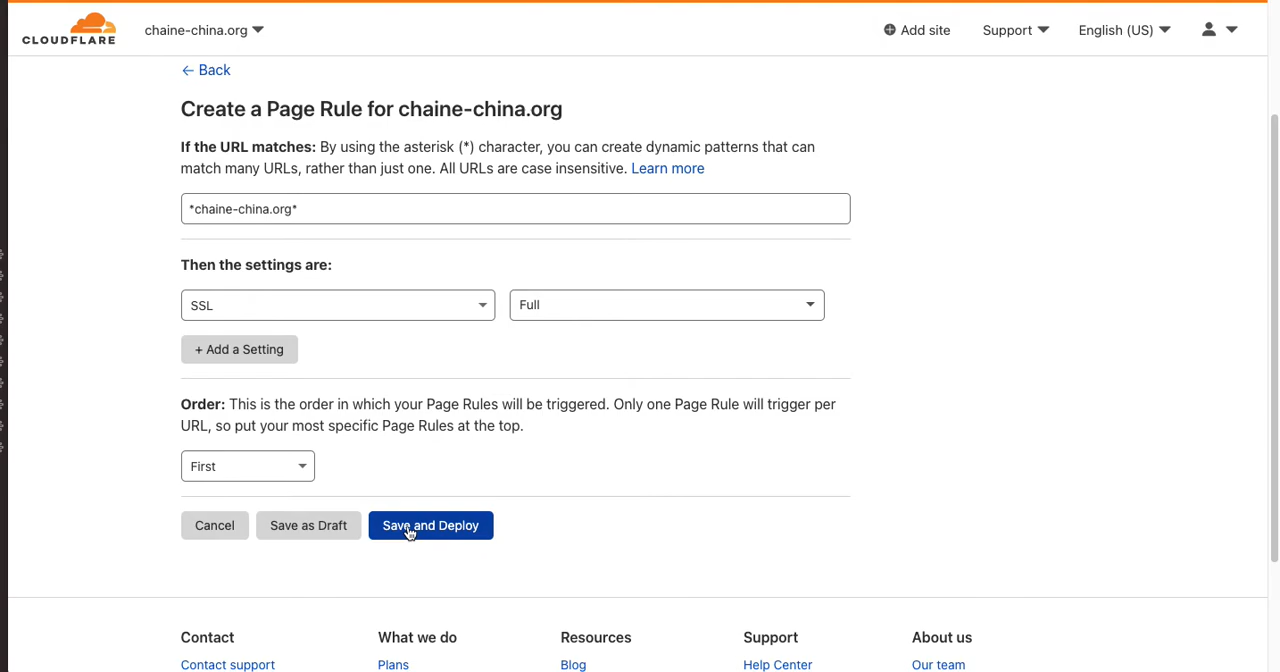 CLOUDFLARE
chaine-china.org
Add site
Support
English (US)
← Back
Create a Page Rule for chaine-china.org
If the URL matches: By using the asterisk (*) character, you can create dynamic patterns that can
match many URLs, rather than just one. All URLs are case insensitive. Learn more
*chaine-china.org*
Then the settings are:
SSL
Full
+ Add a Setting
Order: This is the order in which your Page Rules will be triggered. Only one Page Rule will trigger per
URL, so put your most specific Page Rules at the top.
First
Cancel
Save as Draft
Save and Deploy
Contact
What we do
Resources
Support
About us
Contact support
Plans
Blog
Help Center
Our team